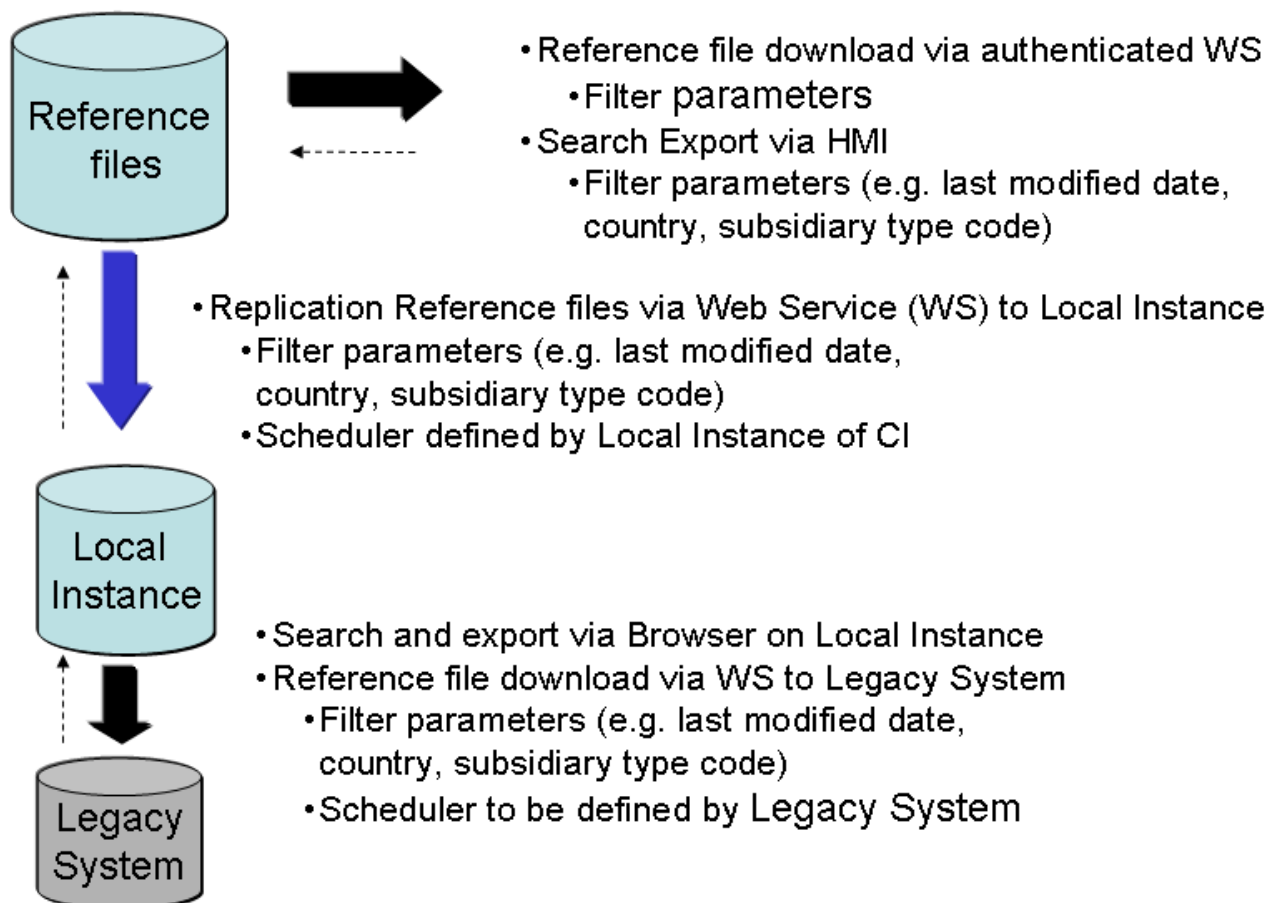 Reference
files
• Reference file download via authenticated WS
• Filter parameters
• Search Export via HMI
• Filter parameters (e.g. last modified date,
country, subsidiary type code)
• Replication Reference files via Web Service (WS) to Local Instance
• Filter parameters (e.g. last modified date,
country, subsidiary type code)
• Scheduler defined by Local Instance of CI
Local
Instance
• Search and export via Browser on Local Instance
• Reference file download via WS to Legacy System
• Filter parameters (e.g. last modified date,
country, subsidiary type code)
• Scheduler to be defined by Legacy System
Legacy
System